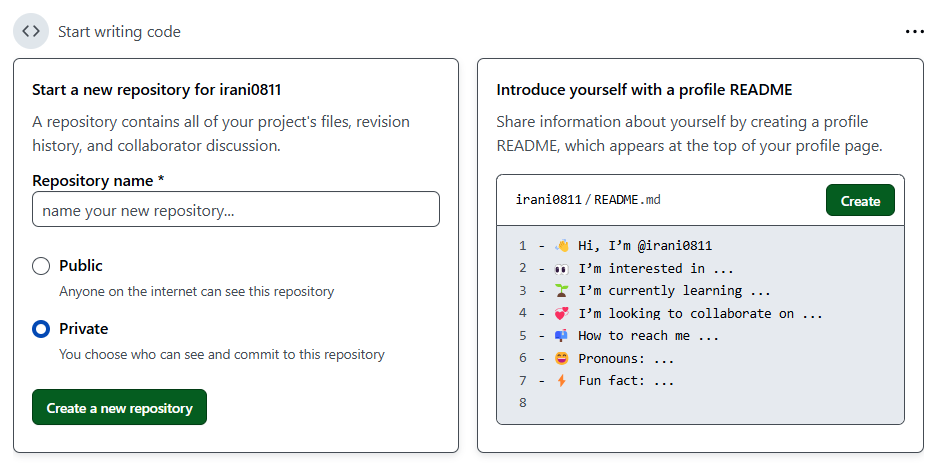 Start writing code
Start a new repository for irani0811
A repository contains all of your project's files, revision
history, and collaborator discussion.
Repository name *
name your new repository...
Public
Anyone on the internet can see this repository
Private
You choose who can see and commit to this repository
Create a new repository
Introduce yourself with a profile README
Share information about yourself by creating a profile
README, which appears at the top of your profile page.
irani0811 / README.md
Create
1 - 👋 Hi, I’m @irani0811
2 - 👀 I’m interested in ...
3 - 🌱 I’m currently learning ...
4 - 💞️ I’m looking to collaborate on ...
5 - 📫 How to reach me ...
6 - 😄 Pronouns: ...
7 - ⚡ Fun fact: ...
8